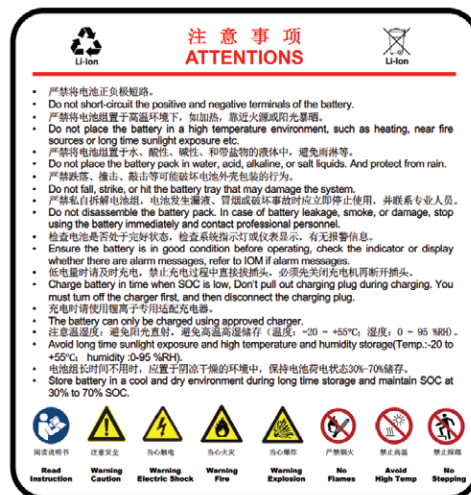 注意事项
Li-Ion ATTENTIONS Li-Ion
• 严禁将电池正负极短路。
• Do not short-circuit the positive and negative terminals of the battery.
• 严禁将电池组置于高温环境下，如加热，靠近火源或阳光暴晒。
• Do not place the battery in a high temperature environment, such as heating, near fire
sources or long time sunlight exposure etc.
• 严禁将电池组置于水、酸性、碱性、和带盐物的液体中，避免雨淋等。
• Do not place the battery pack in water, acid, alkaline, or salt liquids. And protect from rain.
• 严禁跌落、撞击、敲击等可能破坏电池外壳包装的行为。
• Do not fall, strike, or hit the battery tray that may damage the system.
• 严禁私自拆解电池组，电池发生漏液、冒烟或破坏事故时应立即停止使用，并联系专业人员。
• Do not disassemble the battery pack. In case of battery leakage, smoke, or damage, stop
using the battery immediately and contact professional personnel.
• 检查电池是否处于完好状态，检查系统指示灯或仪表显示，有无报警信息。
• Ensure the battery is in good condition before operating, check the indicator or display
whether there are alarm messages, refer to IOM if alarm messages.
• 低电量时请及时充电，禁止充电过程中直接拔插头，必须先关闭充电机再断开插头。
• Charge battery in time when SOC is low, Don't pull out charging plug during charging. You
must turn off the charger first, and then disconnect the charging plug.
• 充电时请使用锂离子专用适配充电器。
• The battery can only be charged using approved charger.
• 注意温湿度：避免阳光直射，避免高温高湿储存（温度：-20 ~ +55℃；湿度：0 - 95 %RH）。
• Avoid long time sunlight exposure and high temperature and humidity storage(Temp.:-20 to
+55℃; humidity :0-95 %RH).
• 电池组长时间不用时，应置于阴凉干燥的环境中，保持电池荷电状态30%-70%储存。
• Store battery in a cool and dry environment during long time storage and maintain SOC at
30% to 70% SOC.
阅读说明书 注意安全 当心触电 当心火灾 当心爆炸 严禁烟火 禁止高温 禁止踩踏
Read Instruction Warning Caution Warning Electric Shock Warning Fire Warning Explosion No Flames Avoid High Temp No Stepping